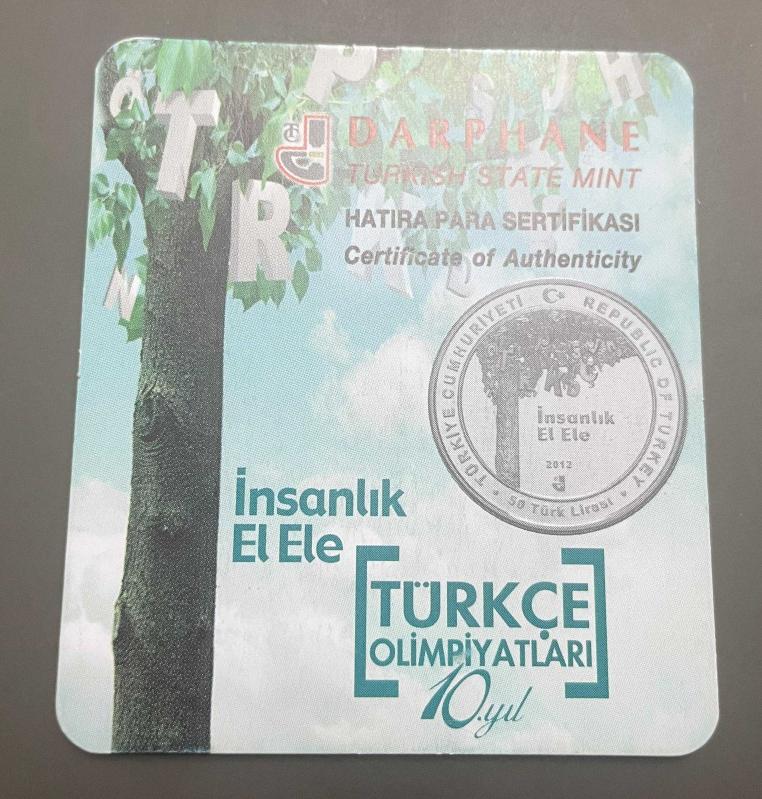 DARPHANE
TURKISH STATE MINT
HATIRA PARA SERTİFİKASI
Certificate of Authenticity
TÜRKİYE CUMHURİYETİ REPUBLIC OF TURKEY
İnsanlık
El Ele
2012
50 Türk Lirası
İnsanlık
El Ele
TÜRKÇE
OLİMPİYATLARI
10.yıl